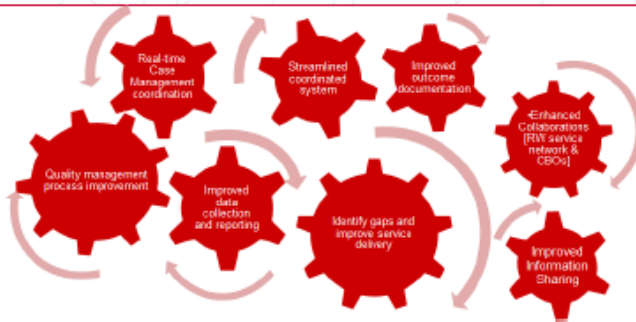 Real-time
Case
Management
coordination
Streamlined
coordinated
system
Improved
outcome
documentation
•Enhanced
Collaborations
[RW service
network &
CBOs]
Quality management
process improvement
Improved
data
collection
and reporting
Identify gaps and
improve service
delivery
Improved
Information
Sharing